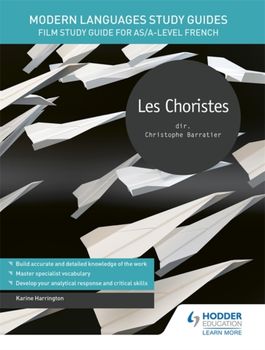 MODERN LANGUAGES STUDY GUIDES
FILM STUDY GUIDE FOR AS/A-LEVEL FRENCH
Les Choristes
dir.
Christophe Barratier
Build accurate and detailed knowledge of the work
Master specialist vocabulary
Develop your analytical response and critical skills
Karine Harrington
HODDER
EDUCATION
LEARN MORE